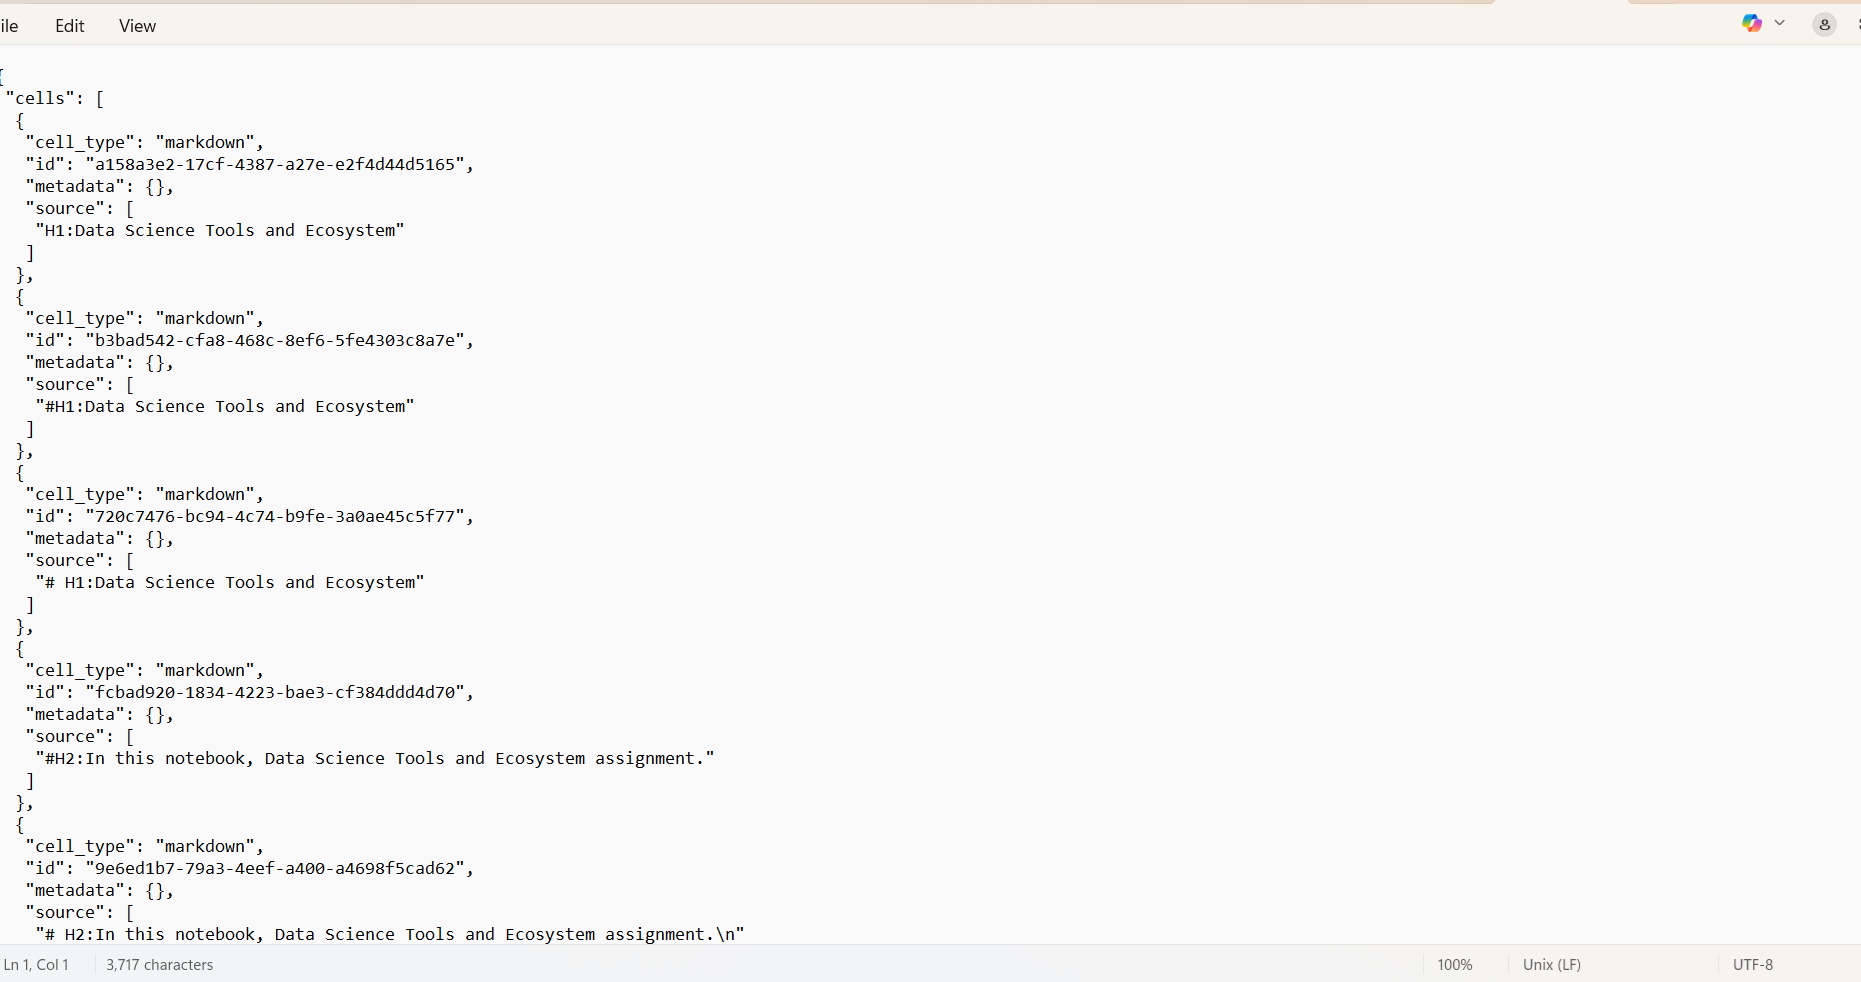 ile Edit View
{
"cells": [
{
"cell_type": "markdown",
"id": "a158a3e2-17cf-4387-a27e-e2f4d44d5165",
"metadata": {},
"source": [
"H1:Data Science Tools and Ecosystem"
]
},
{
"cell_type": "markdown",
"id": "b3bad542-cfa8-468c-8ef6-5fe4303c8a7e",
"metadata": {},
"source": [
"#H1:Data Science Tools and Ecosystem"
]
},
{
"cell_type": "markdown",
"id": "720c7476-bc94-4c74-b9fe-3a0ae45c5f77",
"metadata": {},
"source": [
"# H1:Data Science Tools and Ecosystem"
]
},
{
"cell_type": "markdown",
"id": "fcbad920-1834-4223-bae3-cf384ddd4d70",
"metadata": {},
"source": [
"#H2:In this notebook, Data Science Tools and Ecosystem assignment."
]
},
{
"cell_type": "markdown",
"id": "9e6ed1b7-79a3-4eef-a400-a4698f5cad62",
"metadata": {},
"source": [
"# H2:In this notebook, Data Science Tools and Ecosystem assignment.\n"
Ln 1, Col 1 3,717 characters 100% Unix (LF) UTF-8